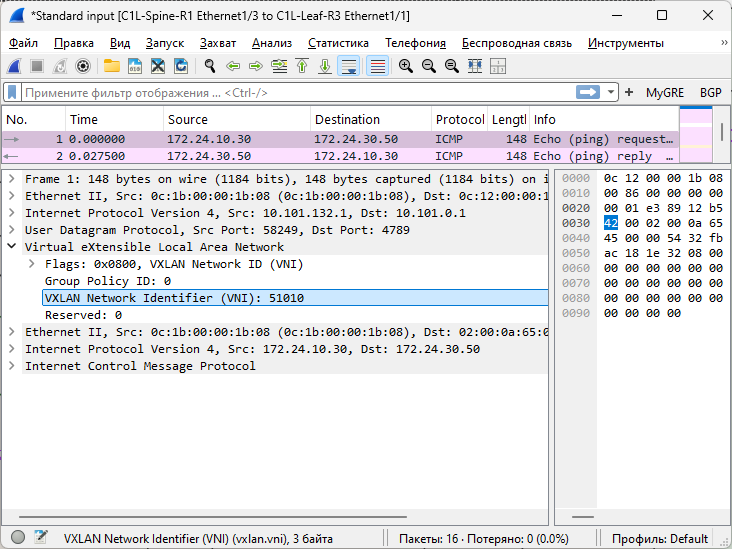 *Standard input [C1L-Spine-R1 Ethernet1/3 to C1L-Leaf-R3 Ethernet1/1]
Файл Правка Вид Запуск Захват Анализ Статистика Телефония Беспроводная связь Инструменты »
Примените фильтр отображения ... <Ctrl-/> + MyGRE BGP
No. Time Source Destination Protocol Lengtl Info
1 0.000000 172.24.10.30 172.24.30.50 ICMP 148 Echo (ping) request…
2 0.027500 172.24.30.50 172.24.10.30 ICMP 148 Echo (ping) reply …
Frame 1: 148 bytes on wire (1184 bits), 148 bytes captured (1184 bits) on i
Ethernet II, Src: 0c:1b:00:00:1b:08 (0c:1b:00:00:1b:08), Dst: 0c:12:00:00:1
Internet Protocol Version 4, Src: 10.101.132.1, Dst: 10.101.0.1
User Datagram Protocol, Src Port: 58249, Dst Port: 4789
Virtual eXtensible Local Area Network
Flags: 0x0800, VXLAN Network ID (VNI)
Group Policy ID: 0
VXLAN Network Identifier (VNI): 51010
Reserved: 0
Ethernet II, Src: 0c:1b:00:00:1b:08 (0c:1b:00:00:1b:08), Dst: 02:00:0a:65:0
Internet Protocol Version 4, Src: 172.24.10.30, Dst: 172.24.30.50
Internet Control Message Protocol
0000 0c 12 00 00 1b 08
0010 00 86 00 00 00 00
0020 00 01 e3 89 12 b5
0030 42 00 02 00 0a 65
0040 45 00 00 54 32 fb
0050 ac 18 1e 32 08 00
0060 00 00 00 00 00 00
0070 00 00 00 00 00 00
0080 00 00 00 00 00 00
0090 00 00 00 00
VXLAN Network Identifier (VNI) (vxlan.vni), 3 байта
Пакеты: 16 · Потеряно: 0 (0.0%)
Профиль: Default